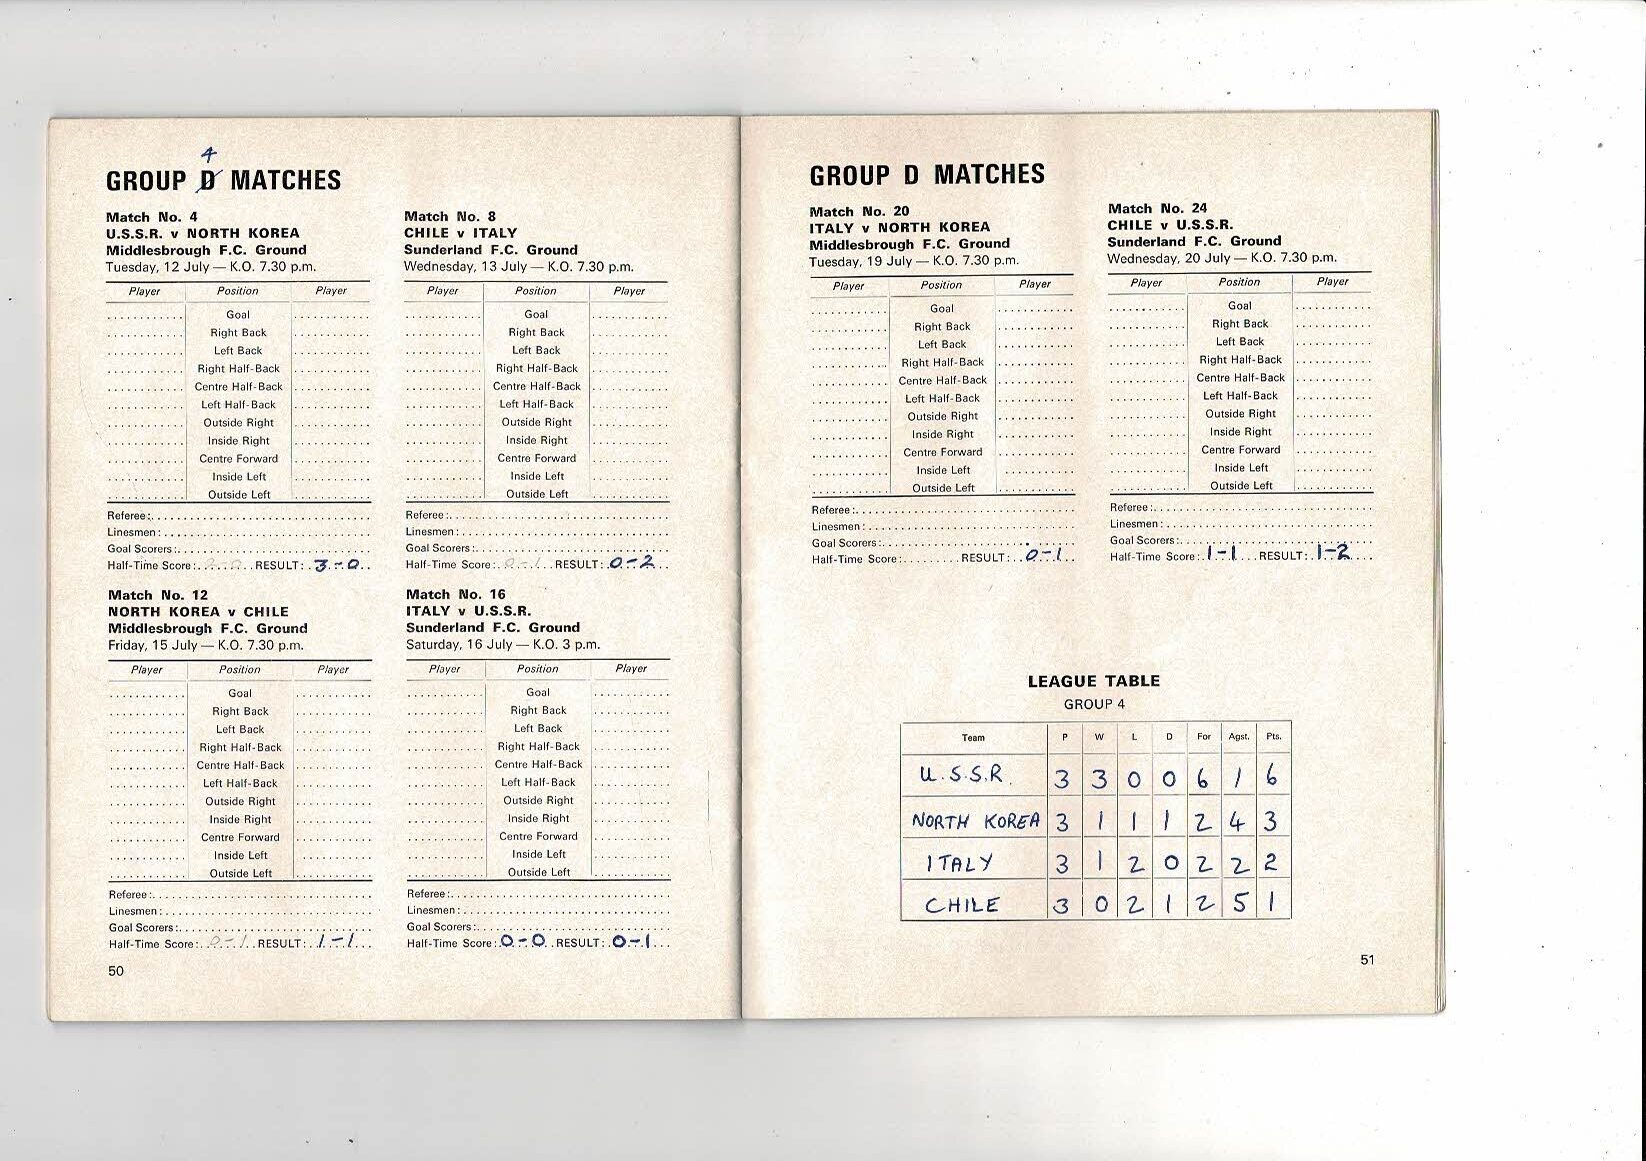 4
GROUP D MATCHES
Match No. 4
U.S.S.R. v NORTH KOREA
Middlesbrough F.C. Ground
Tuesday, 12 July — K.O. 7.30 p.m.
Player Position Player
Goal
Right Back
Left Back
Right Half-Back
Centre Half-Back
Left Half-Back
Outside Right
Inside Right
Centre Forward
Inside Left
Outside Left
Referee:
Linesmen:
Goal Scorers:
Half-Time Score: RESULT: 3-0
Match No. 8
CHILE v ITALY
Sunderland F.C. Ground
Wednesday, 13 July — K.O. 7.30 p.m.
Player Position Player
Goal
Right Back
Left Back
Right Half-Back
Centre Half-Back
Left Half-Back
Outside Right
Inside Right
Centre Forward
Inside Left
Outside Left
Referee:
Linesmen:
Goal Scorers:
Half-Time Score: RESULT: 0-2
Match No. 12
NORTH KOREA v CHILE
Middlesbrough F.C. Ground
Friday, 15 July — K.O. 7.30 p.m.
Player Position Player
Goal
Right Back
Left Back
Right Half-Back
Centre Half-Back
Left Half-Back
Outside Right
Inside Right
Centre Forward
Inside Left
Outside Left
Referee:
Linesmen:
Goal Scorers:
Half-Time Score: 0-1 RESULT: 1-1
Match No. 16
ITALY v U.S.S.R.
Sunderland F.C. Ground
Saturday, 16 July — K.O. 3 p.m.
Player Position Player
Goal
Right Back
Left Back
Right Half-Back
Centre Half-Back
Left Half-Back
Outside Right
Inside Right
Centre Forward
Inside Left
Outside Left
Referee:
Linesmen:
Goal Scorers:
Half-Time Score: 0-0 RESULT: 0-1
50
GROUP D MATCHES
Match No. 20
ITALY v NORTH KOREA
Middlesbrough F.C. Ground
Tuesday, 19 July — K.O. 7.30 p.m.
Player Position Player
Goal
Right Back
Left Back
Right Half-Back
Centre Half-Back
Left Half-Back
Outside Right
Inside Right
Centre Forward
Inside Left
Outside Left
Referee:
Linesmen:
Goal Scorers:
Half-Time Score: RESULT: 0-1
Match No. 24
CHILE v U.S.S.R.
Sunderland F.C. Ground
Wednesday, 20 July — K.O. 7.30 p.m.
Player Position Player
Goal
Right Back
Left Back
Right Half-Back
Centre Half-Back
Left Half-Back
Outside Right
Inside Right
Centre Forward
Inside Left
Outside Left
Referee:
Linesmen:
Goal Scorers:
Half-Time Score: 1-1 RESULT: 1-2
LEAGUE TABLE
GROUP 4
Team P W L D For Agst. Pts.
U.S.S.R. 3 3 0 0 6 1 6
NORTH KOREA 3 1 1 1 2 4 3
ITALY 3 1 2 0 2 2 2
CHILE 3 0 2 1 2 5 1
51